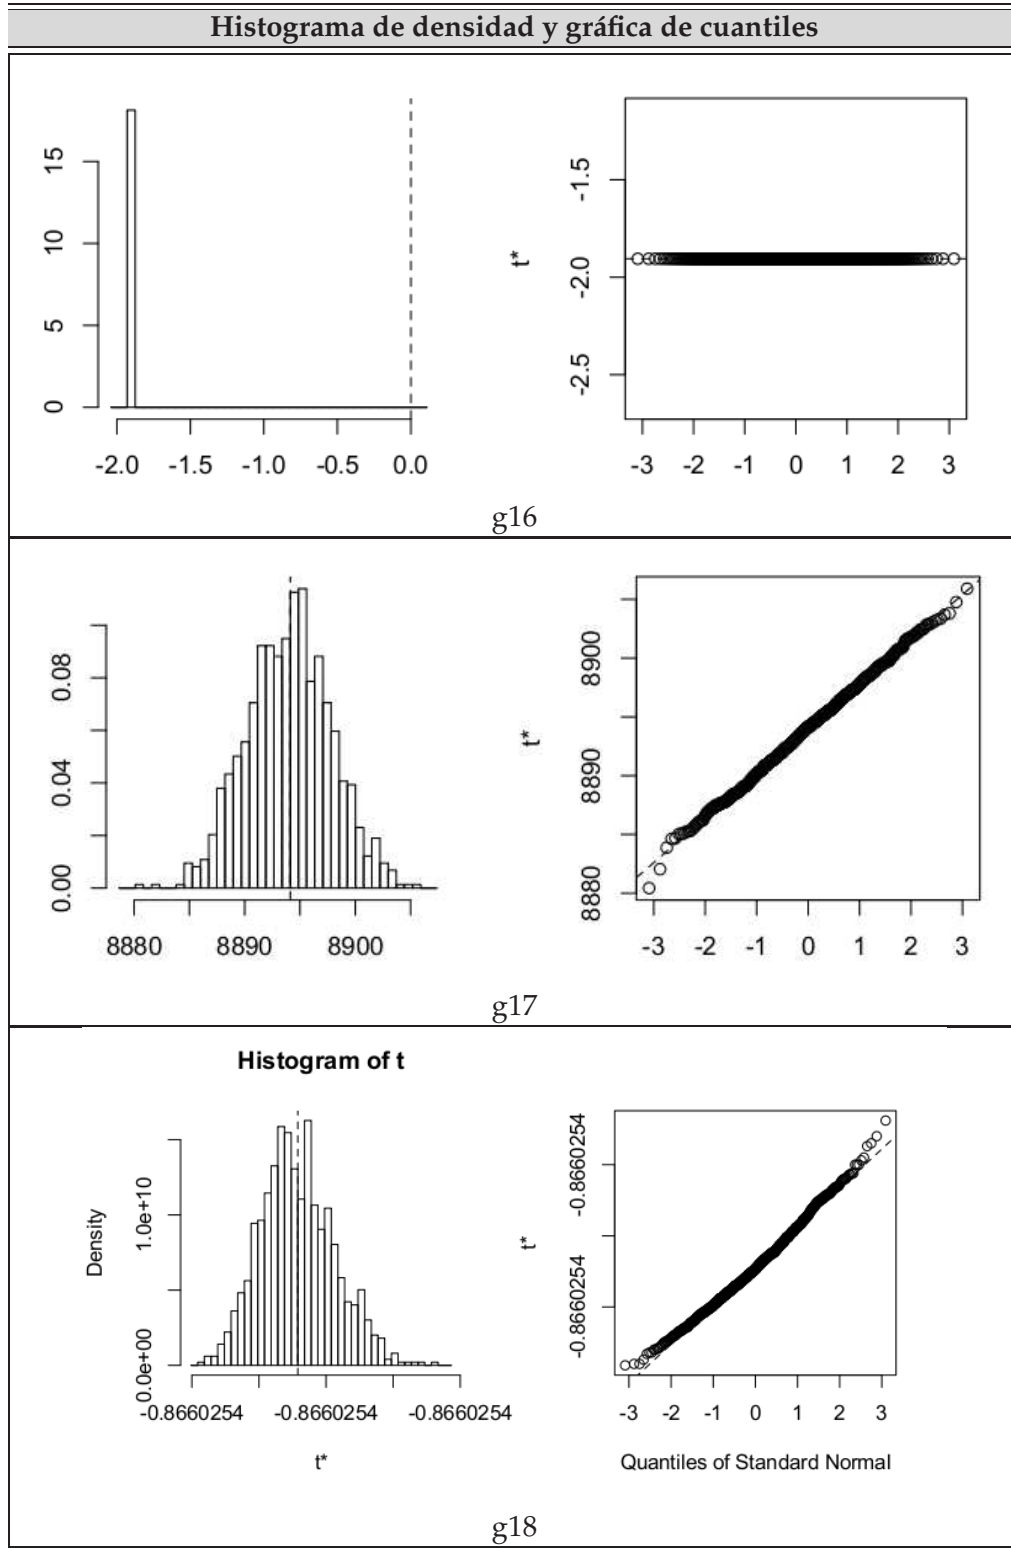 Histograma de densidad y gráfica de cuantiles
0 5 10 15
-2.0 -1.5 -1.0 -0.5 0.0
t*
-2.5 -2.0 -1.5
-3 -2 -1 0 1 2 3
g16
0.00 0.04 0.08
8880 8890 8900
t*
8880 8890 8900
-3 -2 -1 0 1 2 3
g17
Histogram of t
Density
0.0e+00 1.0e+10
-0.8660254 -0.8660254 -0.8660254
t*
t*
-0.8660254 -0.8660254
-3 -2 -1 0 1 2 3
Quantiles of Standard Normal
g18